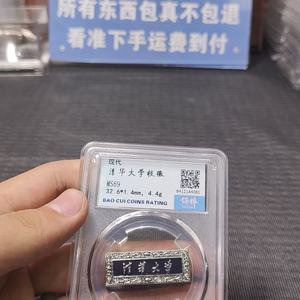 所有东西包真不包退
看准下手运费到付
现代
清华大学校徽
MS69
32.6*1.4mm, 4.4g
BAO CUI COINS RATING
保粹
清华大学